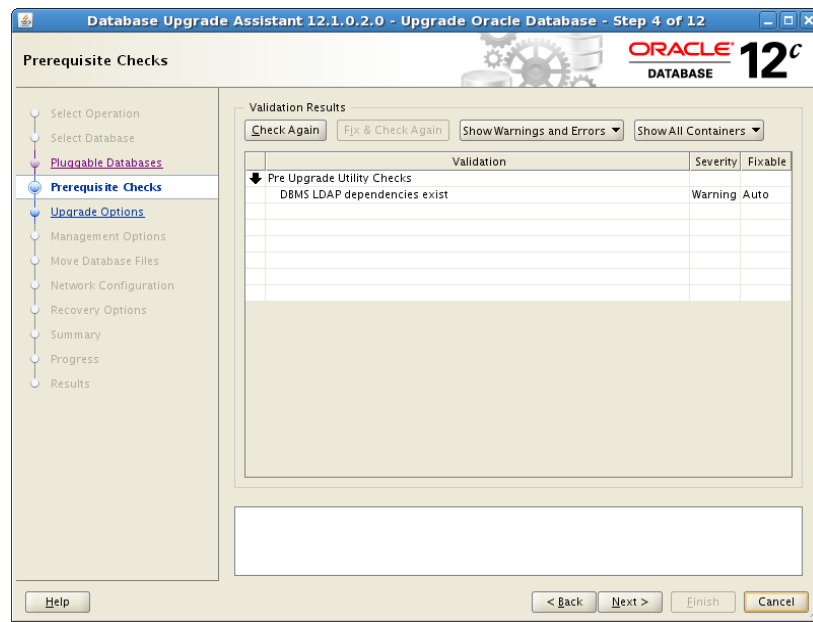 Database Upgrade Assistant 12.1.0.2.0 - Upgrade Oracle Database - Step 4 of 12
Prerequisite Checks
ORACLE
DATABASE
12c
Select Operation
Select Database
Pluggable Databases
Prerequisite Checks
Upgrade Options
Management Options
Move Database Files
Network Configuration
Recovery Options
Summary
Progress
Results
Validation Results
Check Again Fix & Check Again Show Warnings and Errors Show All Containers
Validation Severity Fixable
Pre Upgrade Utility Checks
DBMS LDAP dependencies exist Warning Auto
Help < Back Next > Finish Cancel